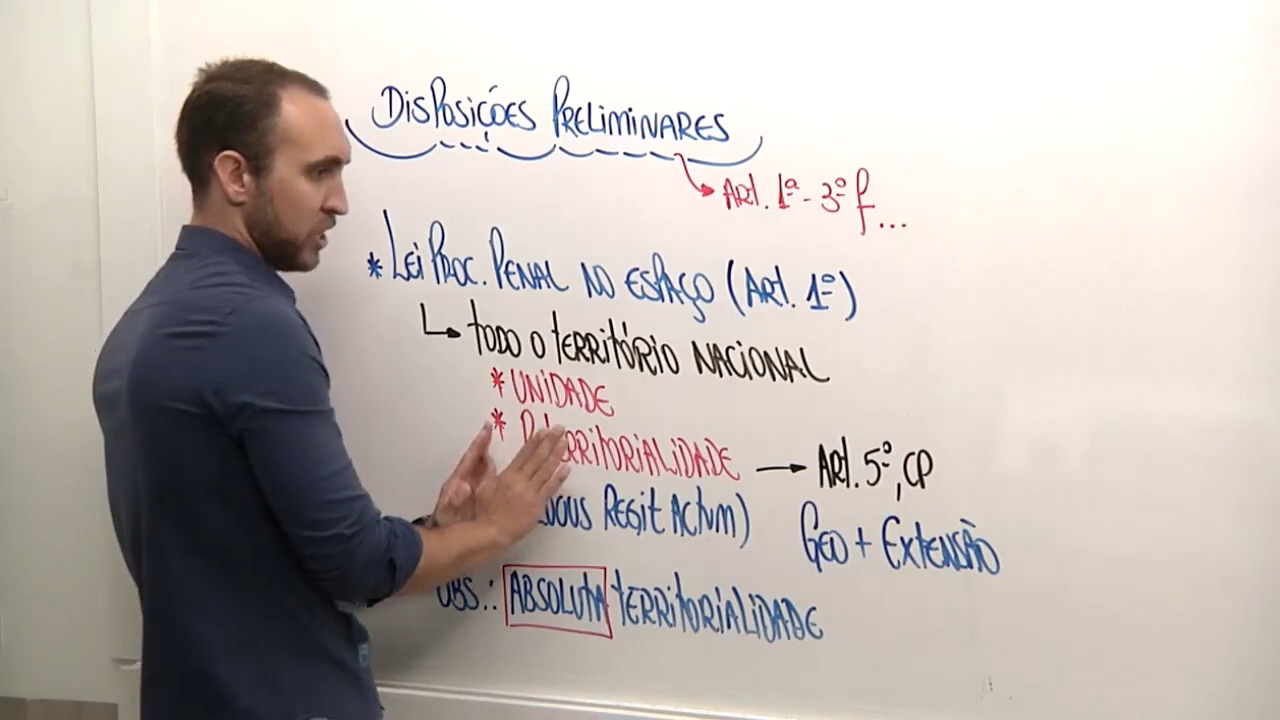 DISPOSIÇÕES PRELIMINARES
ART. 1º - 3º P...
* LEI PROC. PENAL NO ESPAÇO (ART. 1º)
↳ TODO O TERRITÓRIO NACIONAL
* UNIDADE
* TERRITORIALIDADE → ART. 5º, CP
REGIT ACTUM) GEO + EXTENSÃO
OBS.: ABSOLUTA TERRITORIALIDADE